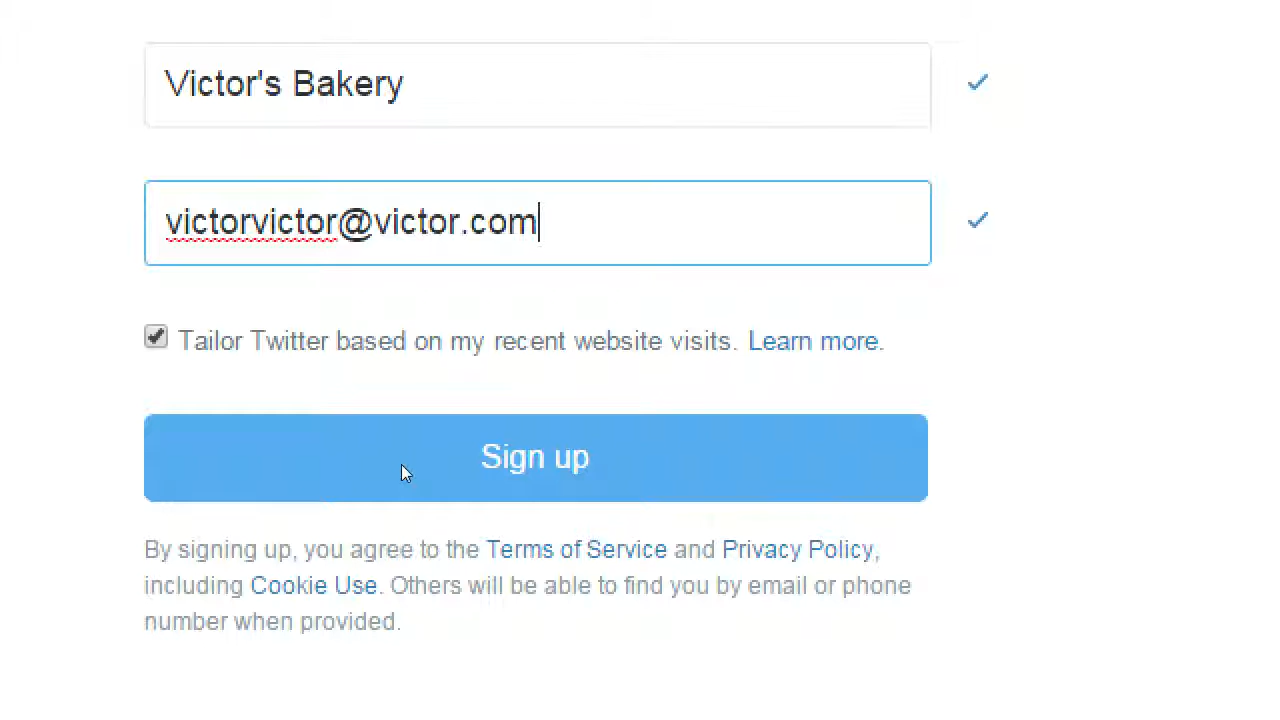 Victor's Bakery
victorvictor@victor.com
Tailor Twitter based on my recent website visits. Learn more.
Sign up
By signing up, you agree to the Terms of Service and Privacy Policy,
including Cookie Use. Others will be able to find you by email or phone
number when provided.